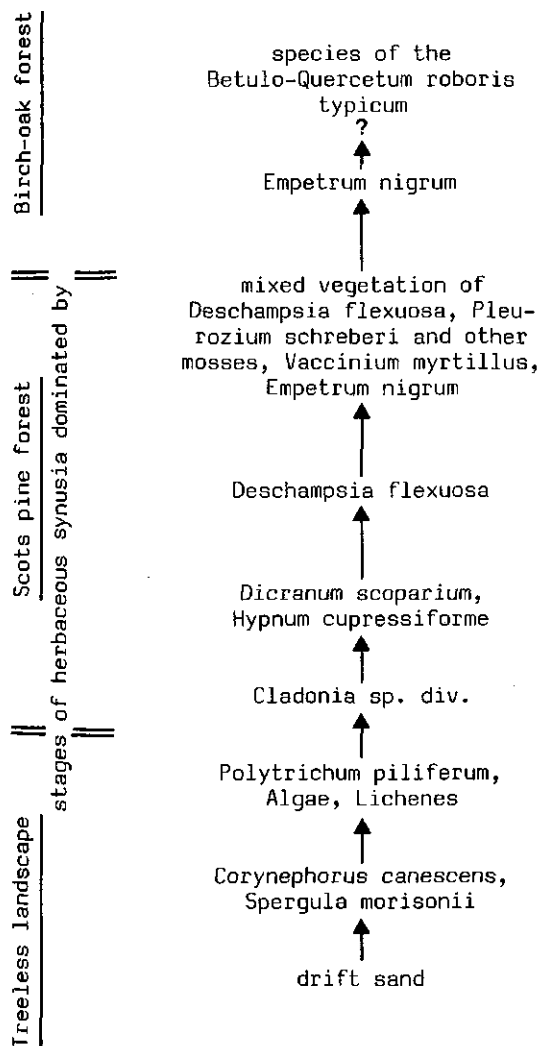 species of the
Betulo-Quercetum roboris
typicum
?
Empetrum nigrum
mixed vegetation of
Deschampsia flexuosa, Pleu-
rozium schreberi and other
mosses, Vaccinium myrtillus,
Empetrum nigrum
Deschampsia flexuosa
Dicranum scoparium,
Hypnum cupressiforme
Cladonia sp. div.
Polytrichum piliferum,
Algae, Lichenes
Corynephorus canescens,
Spergula morisonii
drift sand
Birch-oak forest
Scots pine forest
Treeless landscape
stages of herbaceous synusia dominated by